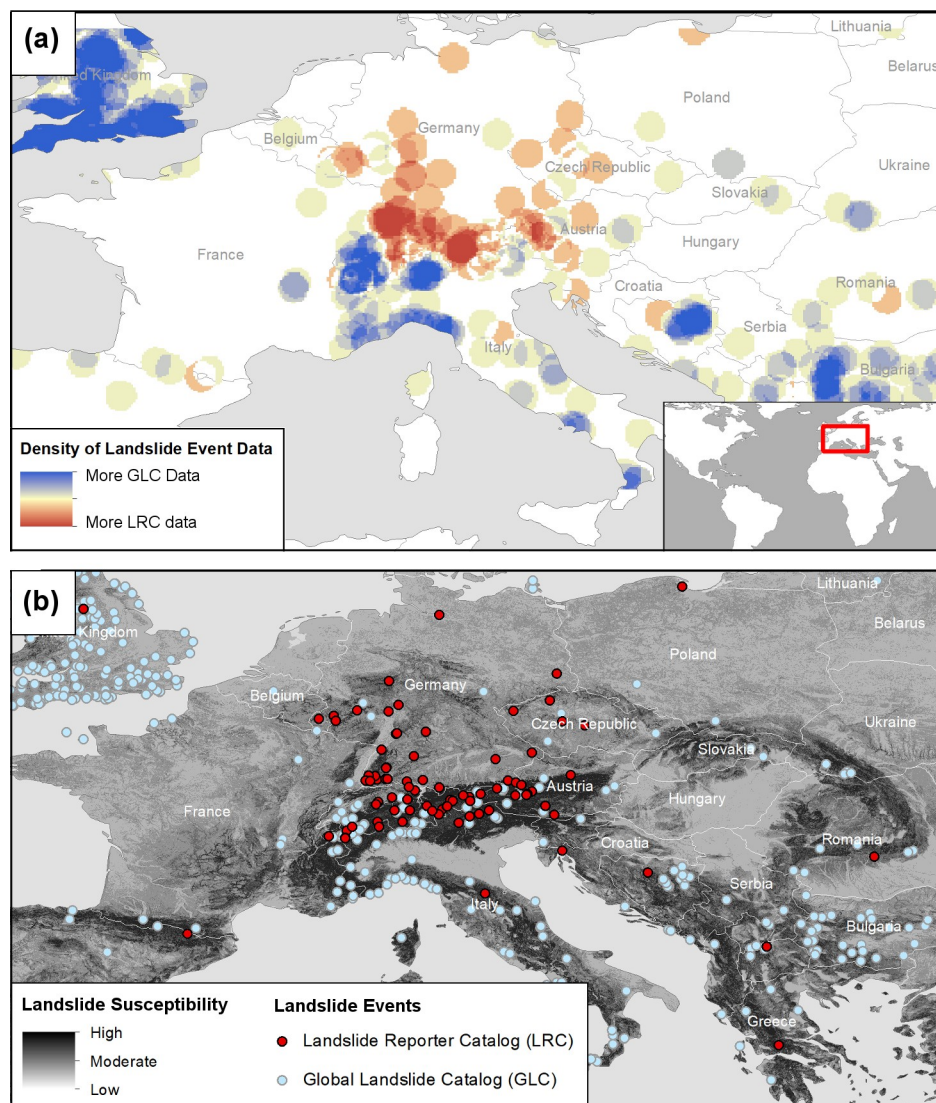 (a)
Lithuania
United Kingdom
Belarus
Poland
Belgium
Germany
Czech Republic
Ukraine
Slovakia
Austria
France
Hungary
Croatia
Romania
Serbia
Italy
Bulgaria
Density of Landslide Event Data
More GLC Data
More LRC data
(b)
Lithuania
Kingdom
Belarus
Poland
Belgium
Germany
Czech Republic
Ukraine
Slovakia
Austria
France
Hungary
Croatia
Romania
Serbia
Italy
Bulgaria
Greece
Landslide Susceptibility
High
Moderate
Low
Landslide Events
Landslide Reporter Catalog (LRC)
Global Landslide Catalog (GLC)